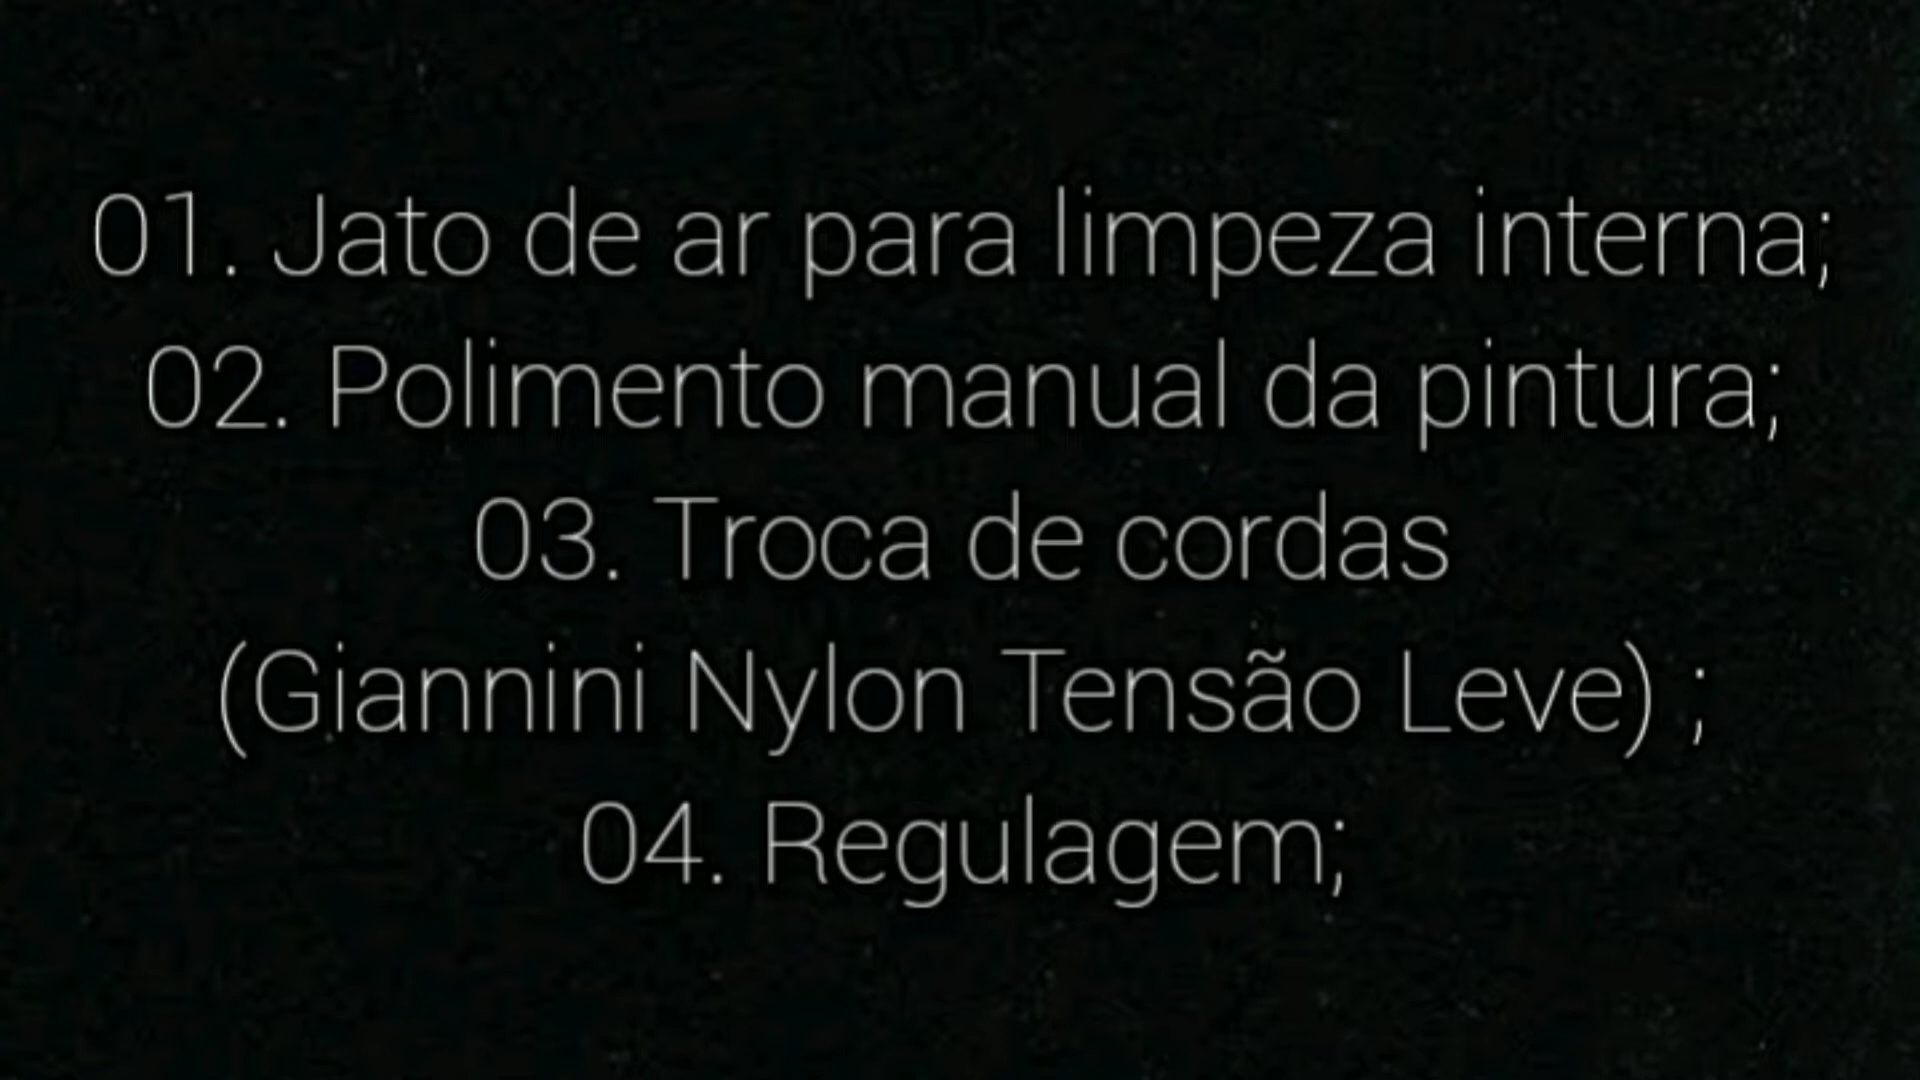 01. Jato de ar para limpeza interna;
02. Polimento manual da pintura;
03. Troca de cordas
(Giannini Nylon Tensão Leve) ;
04. Regulagem;